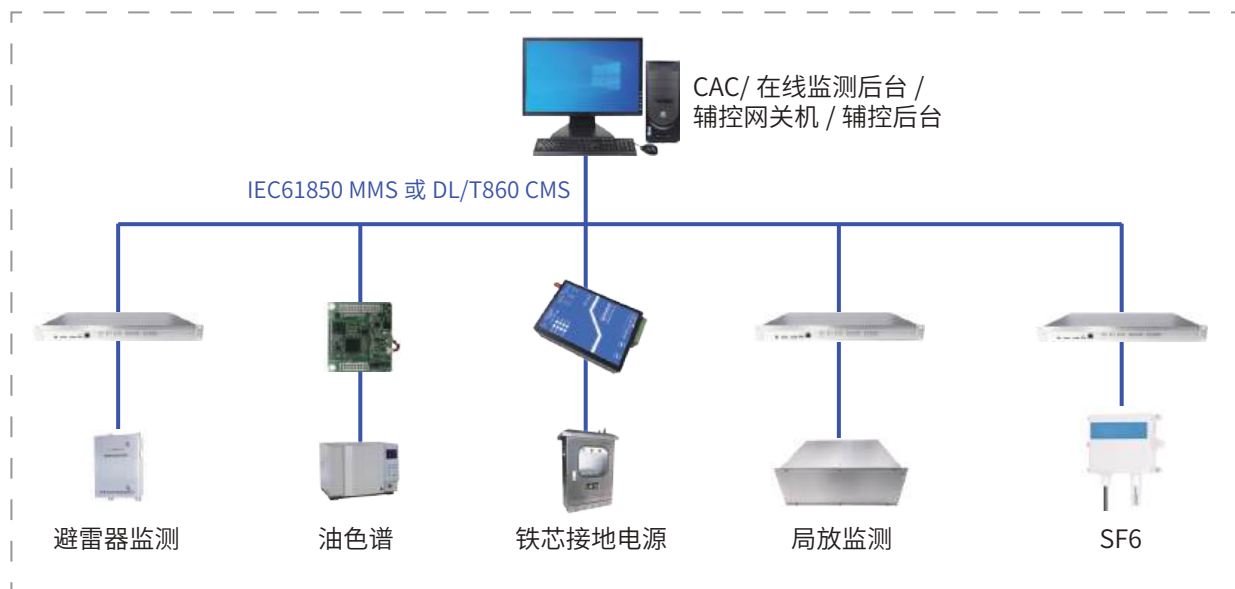 CAC/ 在线监测后台 /
辅控网关机 / 辅控后台
IEC61850 MMS 或 DL/T860 CMS
避雷器监测
油色谱
铁芯接地电源
局放监测
SF6